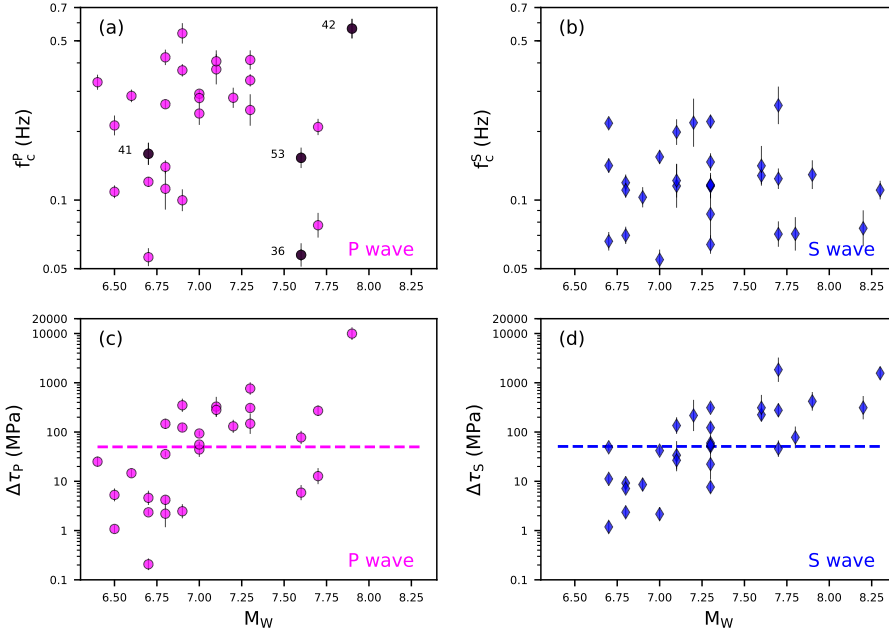 (a)
42
41
53
36
P wave
0.7
0.5
0.1
0.05
f_c^P (Hz)
6.50 6.75 7.00 7.25 7.50 7.75 8.00 8.25
(b)
S wave
0.7
0.5
0.1
0.05
f_c^S (Hz)
6.50 6.75 7.00 7.25 7.50 7.75 8.00 8.25
(c)
P wave
20000
10000
1000
100
10
1
0.1
Δτ_P (MPa)
6.50 6.75 7.00 7.25 7.50 7.75 8.00 8.25
M_W
(d)
S wave
20000
10000
1000
100
10
1
0.1
Δτ_S (MPa)
6.50 6.75 7.00 7.25 7.50 7.75 8.00 8.25
M_W